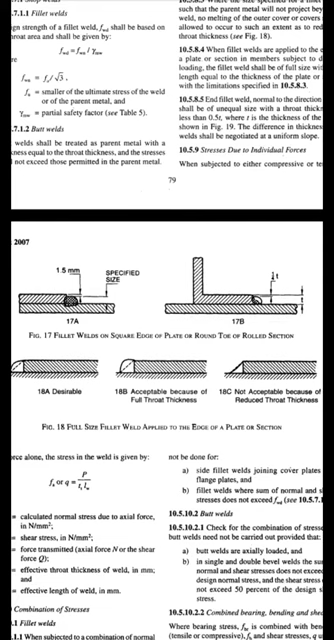 .7.1.1 Fillet welds
gn strength of a fillet weld, fwd shall be based on
roat area and shall be given by:
fwd = fwn / γmw
re
fwn = fu/√3 .
fu = smaller of the ultimate stress of the weld
or of the parent metal, and
γmw = partial safety factor (see Table 5).
.7.1.2 Butt welds
welds shall be treated as parent metal with a
kness equal to the throat thickness, and the stresses
not exceed those permitted in the parent metal.
such that the parent metal will not project bey
weld, no melting of the outer cover or covers
allowed to occur to such an extent as to red
throat thickness (see Fig. 18).
10.5.8.4 When fillet welds are applied to the e
a plate or section in members subject to d
loading, the fillet weld shall be of full size wi
length equal to the thickness of the plate or
with the limitations specified in 10.5.8.3.
10.5.8.5 End fillet weld, normal to the direction
shall be of unequal size with a throat thickn
less than 0.5t, where t is the thickness of the
shown in Fig. 19. The difference in thicknes
welds shall be negotiated at a uniform slope.
10.5.9 Stresses Due to Individual Forces
When subjected to either compressive or te
79
2007
1.5 mm
SPECIFIED
SIZE
17A
17B
FIG. 17 FILLET WELDS ON SQUARE EDGE OF PLATE OR ROUND TOE OF ROLLED SECTION
18A Desirable
18B Acceptable because of
Full Throat Thickness
18C Not Acceptable because of
Reduced Throat Thickness
FIG. 18 FULL SIZE FILLET WELD APPLIED TO THE EDGE OF A PLATE OR SECTION
orce alone, the stress in the weld is given by:
fa or q = P / tt lw
= calculated normal stress due to axial force,
in N/mm²;
= shear stress, in N/mm²;
= force transmitted (axial force N or the shear
force Q);
= effective throat thickness of weld, in mm;
and
= effective length of weld, in mm.
Combination of Stresses
.1 Fillet welds
1.1 When subjected to a combination of normal
not be done for:
a) side fillet welds joining cover plates
flange plates, and
b) fillet welds where sum of normal and s
stresses does not exceed fwd (see 10.5.7.1
10.5.10.2 Butt welds
10.5.10.2.1 Check for the combination of stresse
butt welds need not be carried out provided that:
a) butt welds are axially loaded, and
b) in single and double bevel welds the su
normal and shear stresses does not excee
design normal stress, and the shear stress
not exceed 50 percent of the design s
stress.
10.5.10.2.2 Combined bearing, bending and she
Where bearing stress, fbr is combined with ben
(tensile or compressive), fb and shear stresses, q